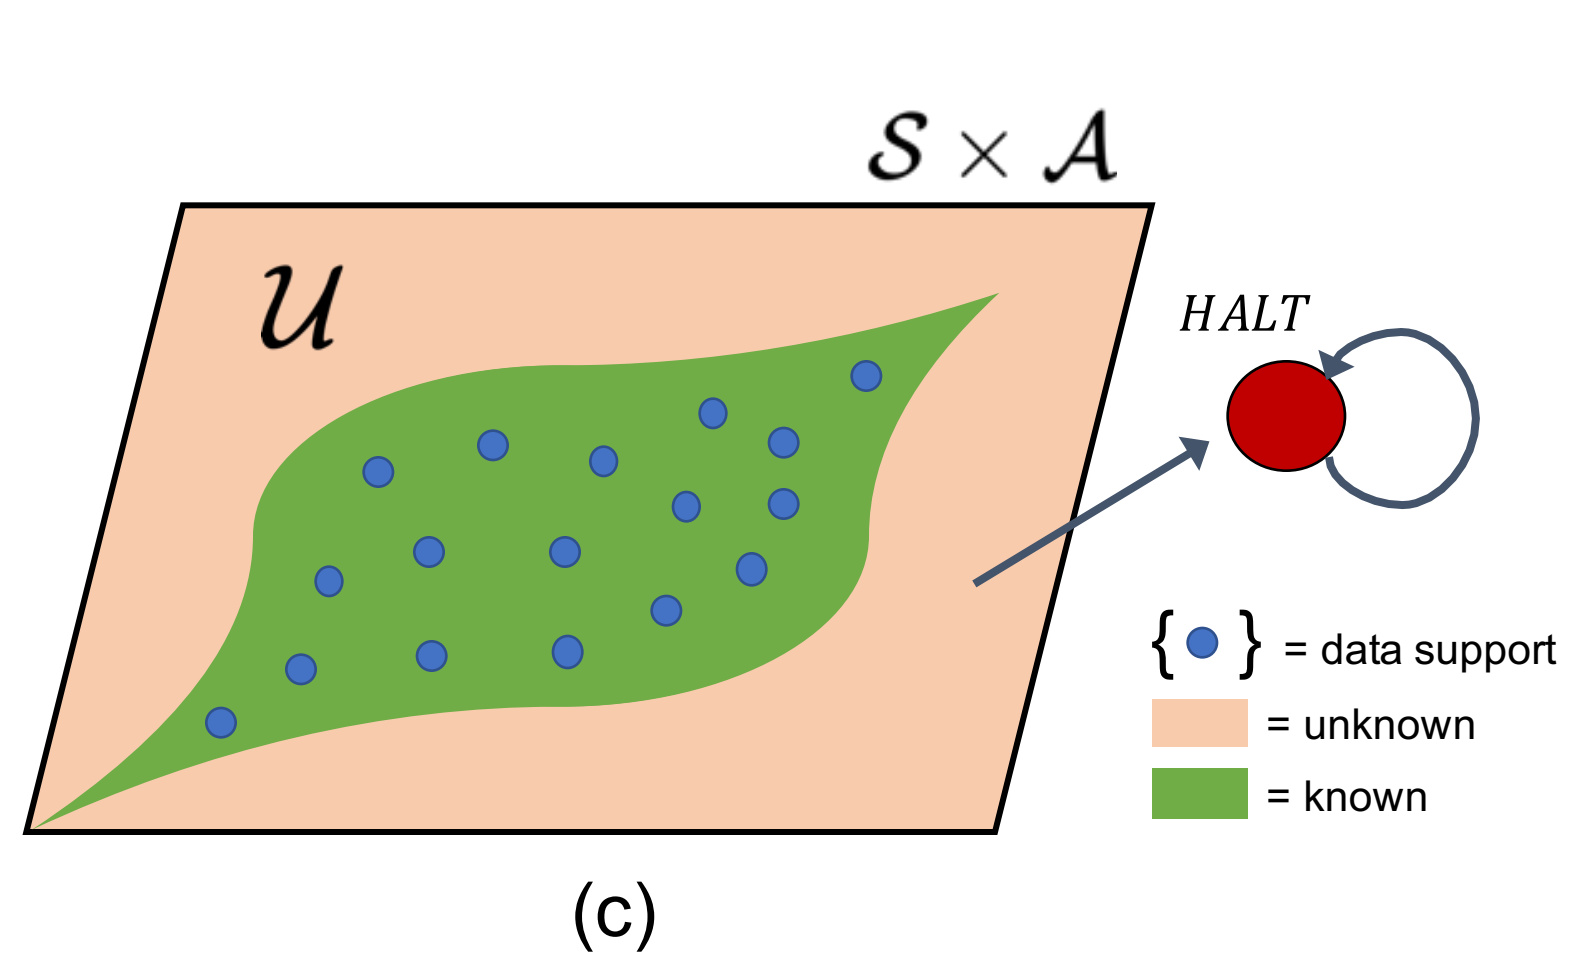 𝒮 × 𝒜
𝒰
HALT
{ } = data support
= unknown
= known
(c)